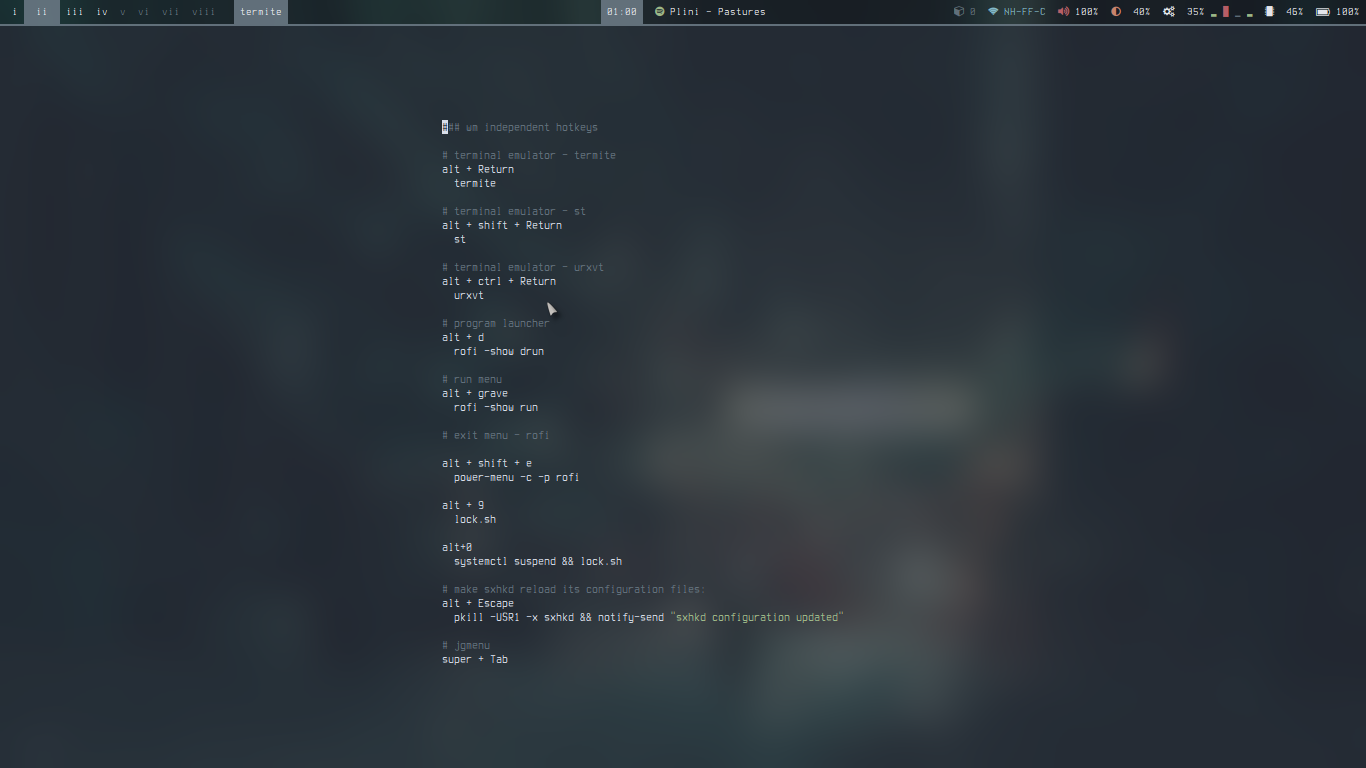 i ii iii iv v vi vii viii termite 01:00 Plini - Pastures 0 NH-FF-C 100% 40% 35% 46% 100%
### wm independent hotkeys
# terminal emulator - termite
alt + Return
termite
# terminal emulator - st
alt + shift + Return
st
# terminal emulator - urxvt
alt + ctrl + Return
urxvt
# program launcher
alt + d
rofi -show drun
# run menu
alt + grave
rofi -show run
# exit menu - rofi
alt + shift + e
power-menu -c -p rofi
alt + 9
lock.sh
alt+0
systemctl suspend && lock.sh
# make sxhkd reload its configuration files:
alt + Escape
pkill -USR1 -x sxhkd && notify-send "sxhkd configuration updated"
# jgmenu
super + Tab